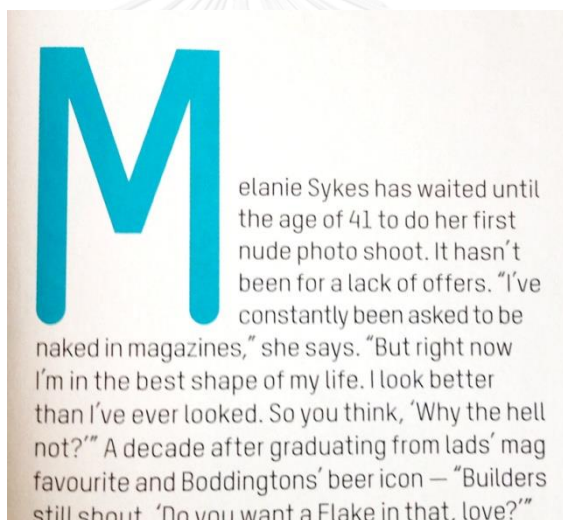 Melanie Sykes has waited until
the age of 41 to do her first
nude photo shoot. It hasn't
been for a lack of offers. “I've
constantly been asked to be
naked in magazines,” she says. “But right now
I'm in the best shape of my life. I look better
than I've ever looked. So you think, ‘Why the hell
not?’” A decade after graduating from lads' mag
favourite and Boddingtons' beer icon — “Builders
still shout, ‘Do you want a Flake in that, love?’”